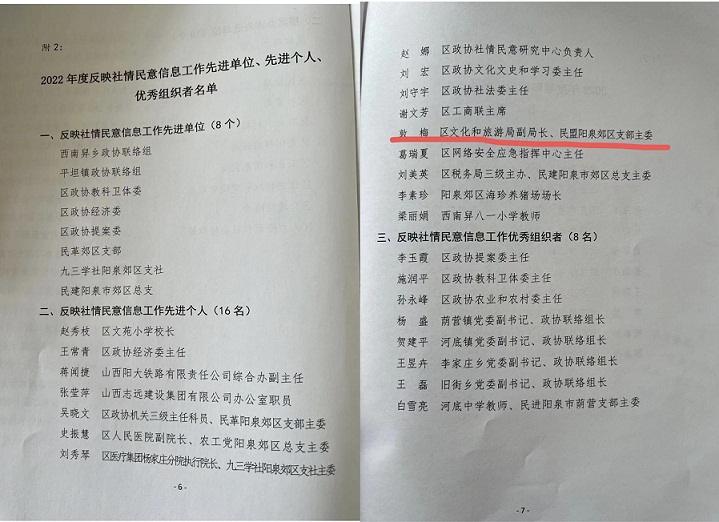 附 2：
2022 年度反映社情民意信息工作先进单位、先进个人、
优秀组织者名单
一、反映社情民意信息工作先进单位（8 个）
西南舁乡政协联络组
平坦镇政协联络组
区政协教科卫体委
区政协经济委
区政协提案委
民革郊区支部
九三学社阳泉郊区支社
民建阳泉市郊区总支
二、反映社情民意信息工作先进个人（16 名）
赵秀枝 区文苑小学校长
王常青 区政协经济委主任
蒋闻捷 山西阳大铁路有限责任公司综合办副主任
张莹萍 山西志远建设集团有限公司办公室职员
吴晓文 区政协机关三级主任科员、民革阳泉郊区支部主委
史振慧 区人民医院副院长、农工党阳泉郊区总支主委
刘秀琴 区医疗集团杨家庄分院执行院长、九三学社阳泉郊区支社主委
- 6 -
赵 娜 区政协社情民意研究中心负责人
刘 宏 区政协文化文史和学习委主任
刘守宇 区政协社法委主任
谢文芳 区工商联主席
敦 梅 区文化和旅游局副局长、民盟阳泉郊区支部主委
葛瑞夏 区网络安全应急指挥中心主任
刘美英 区税务局三级主办、民建阳泉市郊区总支主委
李素珍 阳泉郊区海珍养猪场场长
梁丽娟 西南舁八一小学教师
三、反映社情民意信息工作优秀组织者（8 名）
李玉霞 区政协提案委主任
施润平 区政协教科卫体委主任
孙永峰 区政协农业和农村委主任
杨 盛 荫营镇党委副书记、政协联络组长
贺建平 河底镇党委副书记、政协联络组长
王昱卉 李家庄乡党委副书记、政协联络组长
王 磊 旧街乡党委副书记、政协联络组长
白雪亮 河底中学教师、民进阳泉市荫营支部主委
- 7 -